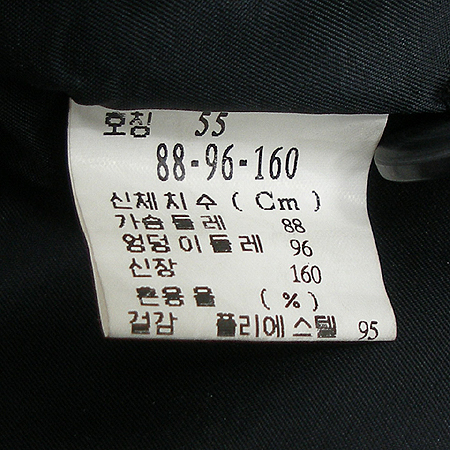 호칭 55
88-96-160
신체치수 ( Cm )
가슴둘레 88
엉덩이둘레 96
신장 160
혼용율 ( % )
겉감 폴리에스텔 95